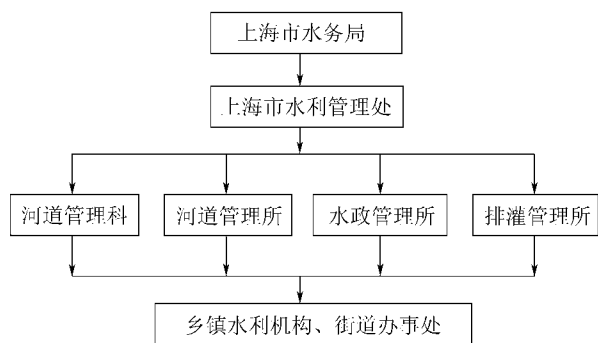 上海市水务局
上海市水利管理处
河道管理科
河道管理所
水政管理所
排灌管理所
乡镇水利机构、街道办事处